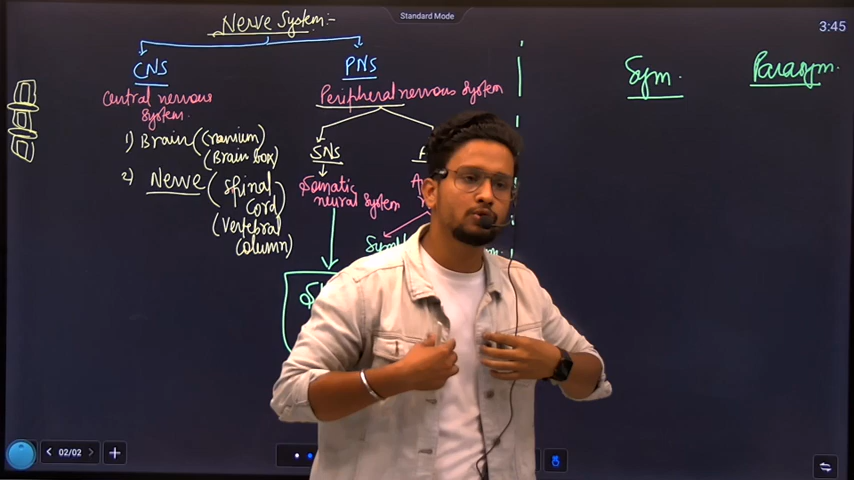 Standard Mode
3:45
Nerve System:-
CNS
PNS
Sym.
Parasym.
Central nervous
system.
Peripheral nervous system
1) Brain (Cranium)
(Brain box)
SNS
2) Nerve (Spinal
Cord)
(Vertebral
Column)
Somatic
neural system
Symp
02/02